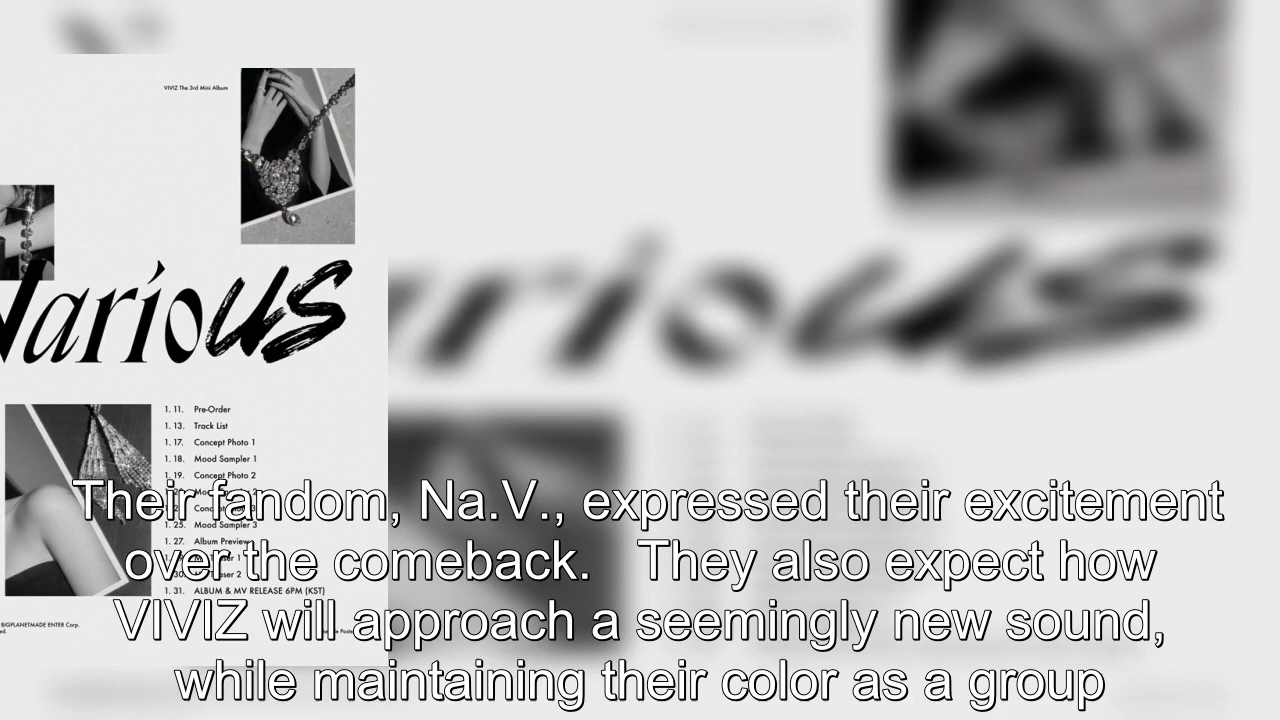 VIVIZ The 3rd Mini Album
VarioUS
1. 11. Pre-Order
1. 13. Track List
1. 17. Concept Photo 1
1. 18. Mood Sampler 1
1. 19. Concept Photo 2
1. 25. Mood Sampler 3
1. 27. Album Preview
1. 31. ALBUM & MV RELEASE 6PM (KST)
BIGPLANETMADE ENTER Corp.
Their fandom, Na.V., expressed their excitement
over the comeback. They also expect how
VIVIZ will approach a seemingly new sound,
while maintaining their color as a group